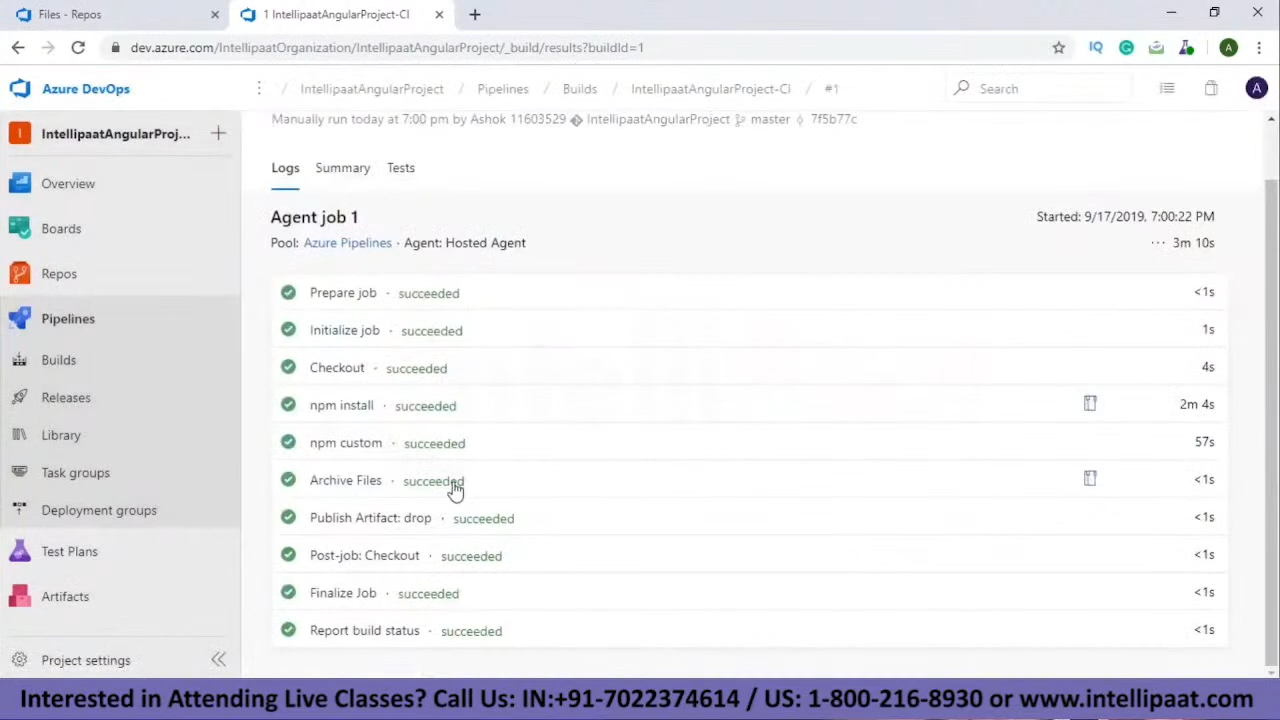 Files - Repos
1 IntellipaatAngularProject-CI
dev.azure.com/IntellipaatOrganization/IntellipaatAngularProject/_build/results?buildId=1
IQ
A
Azure DevOps
IntellipaatAngularProject / Pipelines / Builds / IntellipaatAngularProject-CI / #1
Search
A
I IntellipaatAngularProj...
Manually run today at 7:00 pm by Ashok 11603529 IntellipaatAngularProject master 7f5b77c
Overview
Boards
Repos
Pipelines
Builds
Releases
Library
Task groups
Deployment groups
Test Plans
Artifacts
Project settings
Logs Summary Tests
Agent job 1
Started: 9/17/2019, 7:00:22 PM
Pool: Azure Pipelines · Agent: Hosted Agent
··· 3m 10s
Prepare job · succeeded <1s
Initialize job · succeeded 1s
Checkout · succeeded 4s
npm install · succeeded 2m 4s
npm custom · succeeded 57s
Archive Files · succeeded <1s
Publish Artifact: drop · succeeded <1s
Post-job: Checkout · succeeded <1s
Finalize Job · succeeded <1s
Report build status · succeeded <1s
Interested in Attending Live Classes? Call Us: IN:+91-7022374614 / US: 1-800-216-8930 or www.intellipaat.com